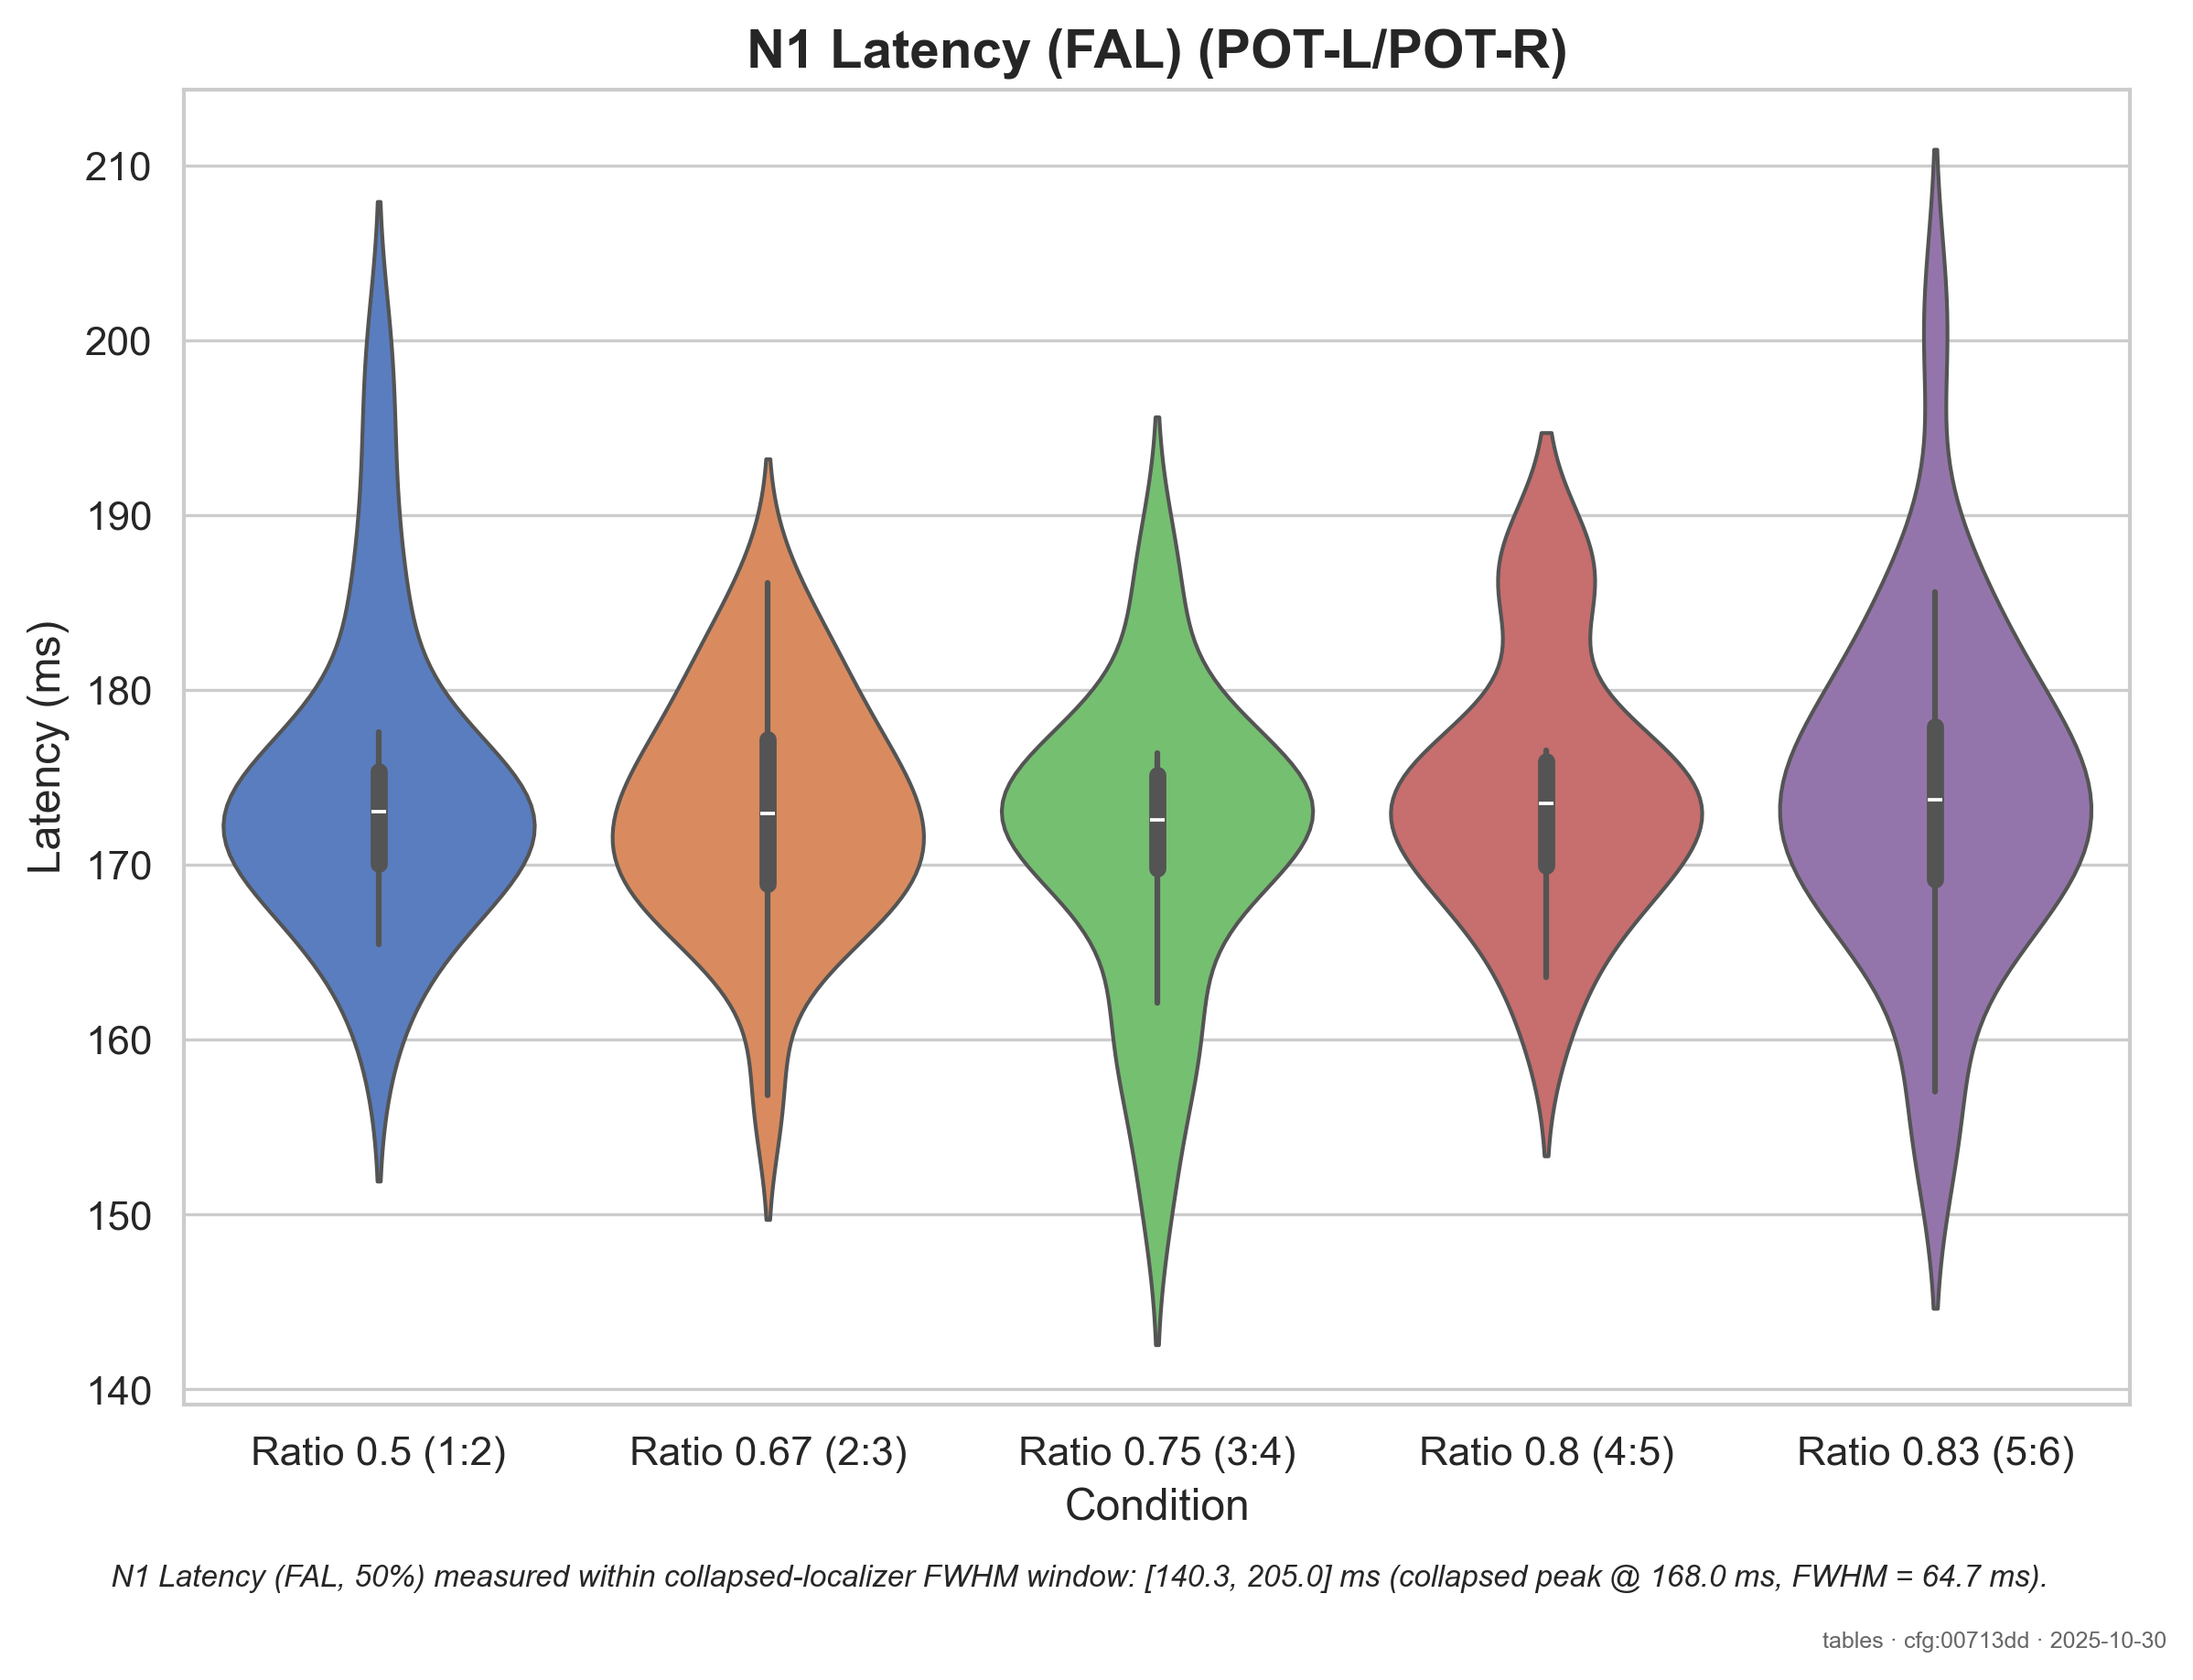 N1 Latency (FAL) (POT-L/POT-R)
Latency (ms)
210
200
190
180
170
160
150
140
Ratio 0.5 (1:2) Ratio 0.67 (2:3) Ratio 0.75 (3:4) Ratio 0.8 (4:5) Ratio 0.83 (5:6)
Condition
N1 Latency (FAL, 50%) measured within collapsed-localizer FWHM window: [140.3, 205.0] ms (collapsed peak @ 168.0 ms, FWHM = 64.7 ms).
tables · cfg:00713dd · 2025-10-30